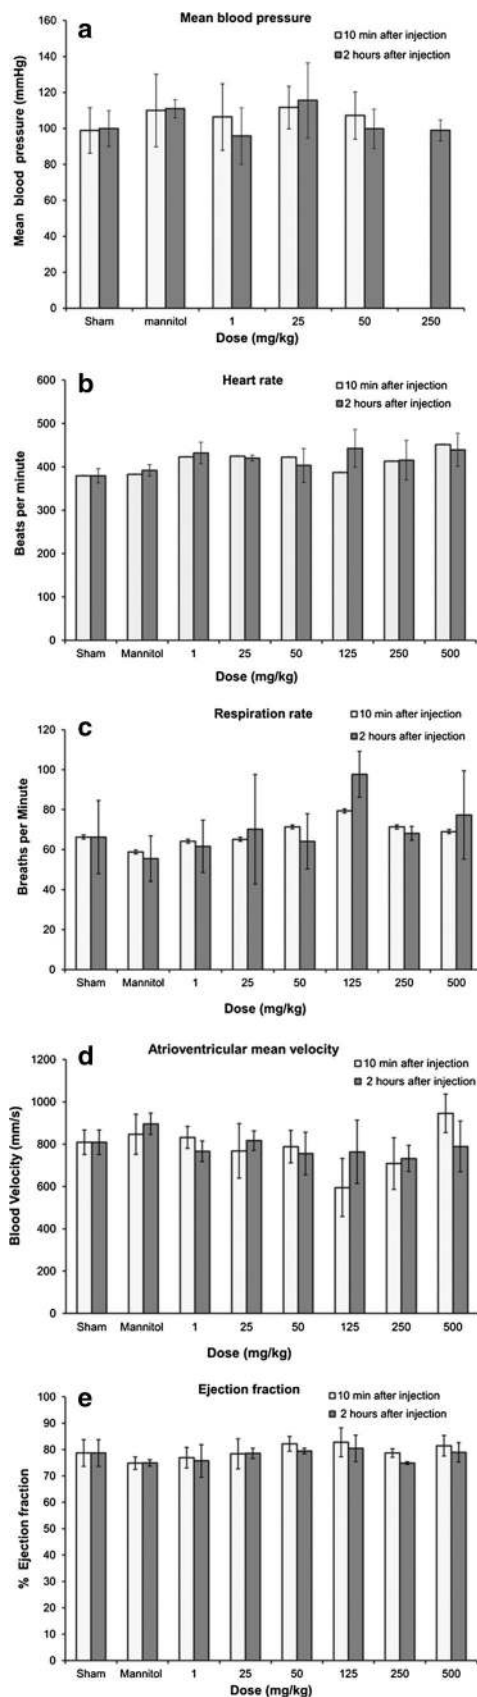 a
Mean blood pressure
10 min after injection
2 hours after injection
Mean blood pressure (mmHg)
160
140
120
100
80
60
40
20
0
Sham mannitol 1 25 50 250
Dose (mg/kg)
b
Heart rate
10 min after injection
2 hours after injection
Beats per minute
600
500
400
300
200
100
0
Sham Mannitol 1 25 50 125 250 500
Dose (mg/kg)
c
Respiration rate
10 min after injection
2 hours after injection
Breaths per Minute
120
100
80
60
40
20
0
Sham Mannitol 1 25 50 125 250 500
Dose (mg/kg)
d
Atrioventricular mean velocity
10 min after injection
2 hours after injection
Blood Velocity (mm/s)
1200
1000
800
600
400
200
0
Sham Mannitol 1 25 50 125 250 500
Dose (mg/kg)
e
Ejection fraction
10 min after injection
2 hours after injection
% Ejection fraction
100
90
80
70
60
50
40
30
20
10
0
Sham Mannitol 1 25 50 125 250 500
Dose (mg/kg)